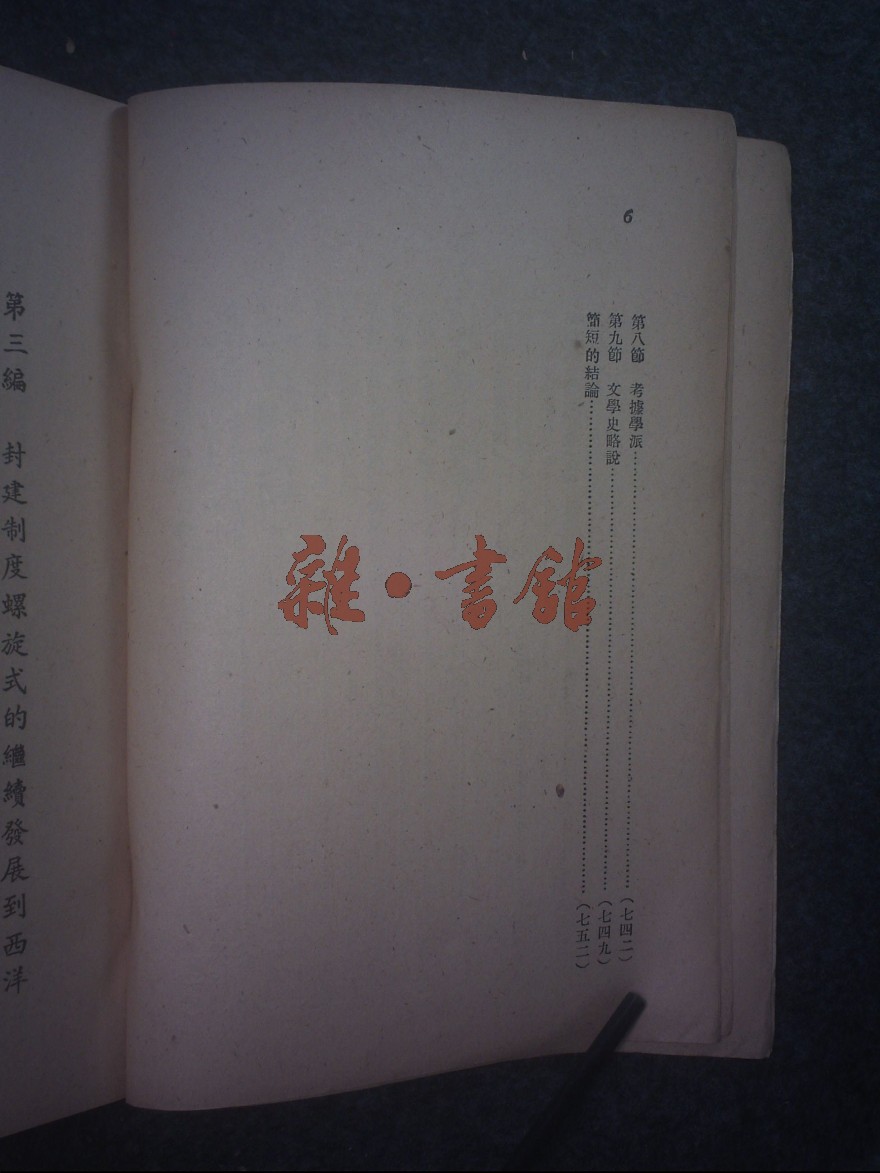 6
第八節　考據學派……(七四二)
第九節　文學史略說……(七四九)
簡短的結論……(七五二)
第三編　封建制度螺旋式的繼續發展到西洋
雜・書館